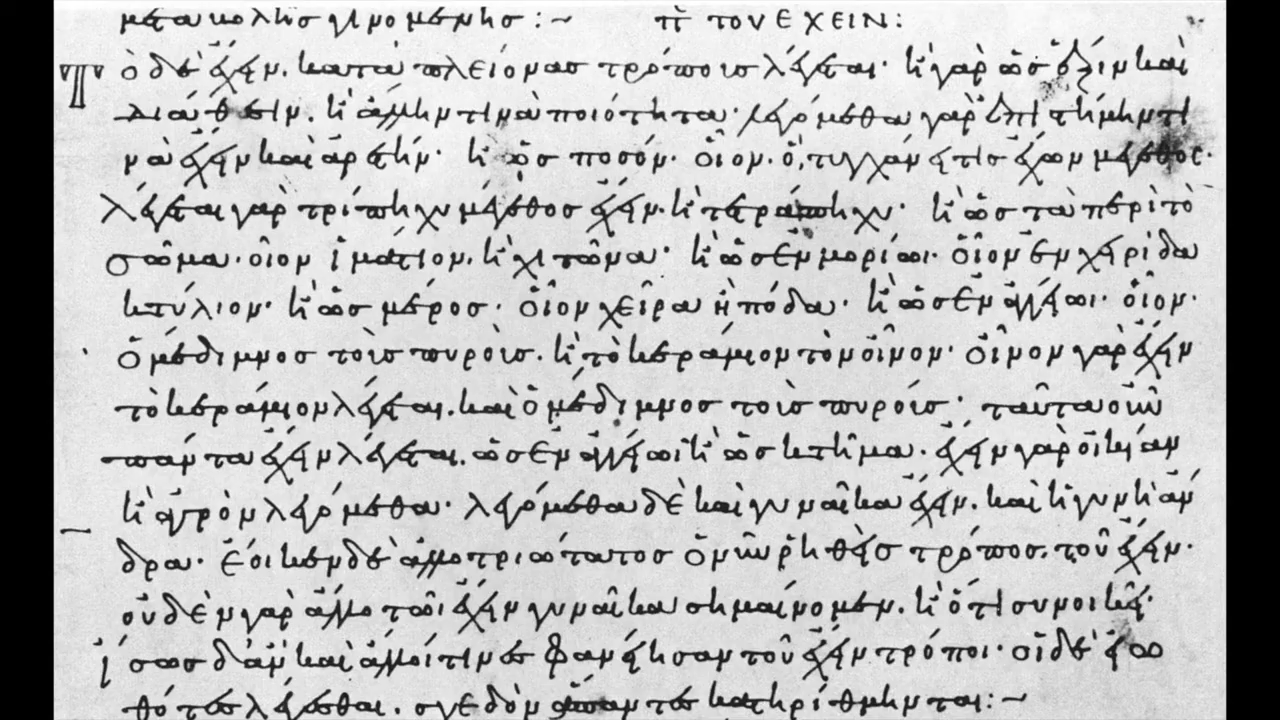 μεταβολῆς γινομένης :~ πὶ τοῦ ἔχειν:
Τὸ δὲ ἔχειν. κατὰ πλείονας τρόπους λέγεται· ἢ γὰρ ὡς ἕξιν καὶ
διάθεσιν. ἢ ἄλλην τινὰ ποιότητα· λεγόμεθα γὰρ ἐπιστήμην τι
νὰ ἔχειν καὶ ἀρετήν· ἢ ὡς ποσόν· οἷον. ὃ, τυγχάνει τις ἔχων μέγεθος·
λέγεται γὰρ τρίπηχυ μέγεθος ἔχειν. ἢ τετράπηχυ· ἢ ὡς τὰ περὶ τὸ
σῶμα· οἷον ἱμάτιον. ἢ χιτῶνα· ἢ ὡς ἐν μορίωι· οἷον ἐν χειρὶ δα
κτύλιον· ἢ ὡς μέρος· οἷον χεῖρα ἢ πόδα· ἢ ὡς ἐν ἀγγείωι· οἷον·
ὁ μέδιμνος τοὺς πυρούς. ἢ τὸ κεράμιον τὸν οἶνον· οἶνον γὰρ ἔχειν
τὸ κεράμιον λέγεται. καὶ ὁ μέδιμνος τοὺς πυρούς· ταῦτα οὖν
πάντα ἔχειν λέγεται. ὡς ἐν ἀγγείωι· ἢ ὡς κτῆμα· ἔχειν γὰρ οἰκίαν
ἢ ἀγρὸν λεγόμεθα· λεγόμεθα δὲ καὶ γυναῖκα ἔχειν. καὶ ἡ γυνὴ ἄν
δρα· ἔοικεν δὲ ἀλλοτριώτατος ὁ νῦν ῥηθεὶς τρόπος. τοῦ ἔχειν·
οὐδὲν γὰρ ἄλλο τῶι ἔχειν γυναῖκα σημαίνομεν. ἢ ὅτι συνοικεῖ·
ἴσως δ' ἂν καὶ ἄλλοι τινὲς φανείησαν τοῦ ἔχειν τρόποι· οἱ δὲ εἰω
θότες λέγεσθαι. σχεδὸν ἅπαντες κατηρίθμηνται:~